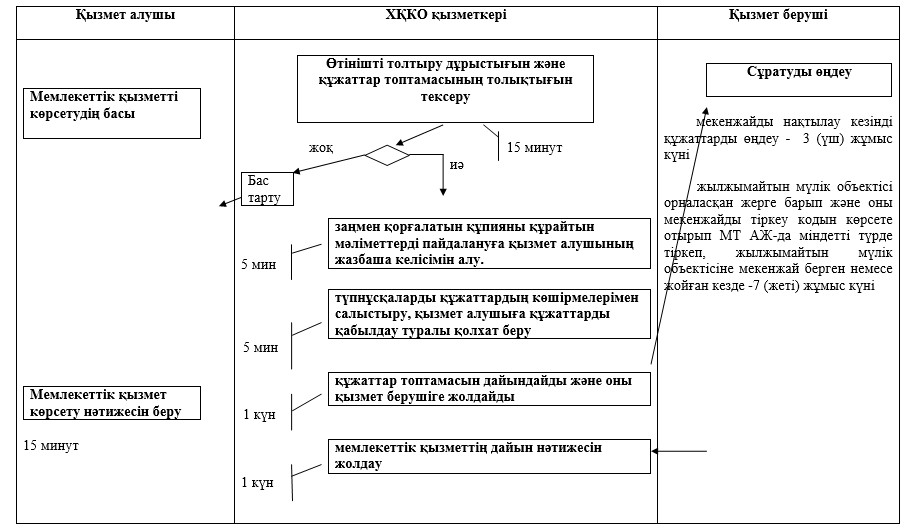 Қызмет алушы
ХҚКО қызметкері
Қызмет беруші
Мемлекеттік қызметті
көрсетудің басы
Өтінішті толтыру дұрыстығын және
құжаттар топтамасының толықтығын
тексеру
15 минут
жоқ
иә
Бас
тарту
заңмен қорғалатын құпияны құрайтын
мәліметтерді пайдалануға қызмет алушының
жазбаша келісімін алу.
5 мин
түпнұсқаларды құжаттардың көшірмелерімен
салыстыру, қызмет алушыға құжаттарды
қабылдау туралы қолхат беру
5 мин
құжаттар топтамасын дайындайды және оны
қызмет берушіге жолдайды
1 күн
мемлекеттік қызметтің дайын нәтижесін
жолдау
1 күн
Сұратуды өңдеу
мекенжайды нақтылау кезінді
құжаттарды өңдеу - 3 (үш) жұмыс
күні
жылжымайтын мүлік объектісі
орналасқан жерге барып және оны
мекенжайды тіркеу кодын көрсете
отырып МТ АЖ-да міндетті түрде
тіркеп, жылжымайтын мүлік
объектісіне мекенжай берген немесе
жойған кезде -7 (жеті) жұмыс күні
Мемлекеттік қызмет
көрсету нәтижесін беру
15 минут